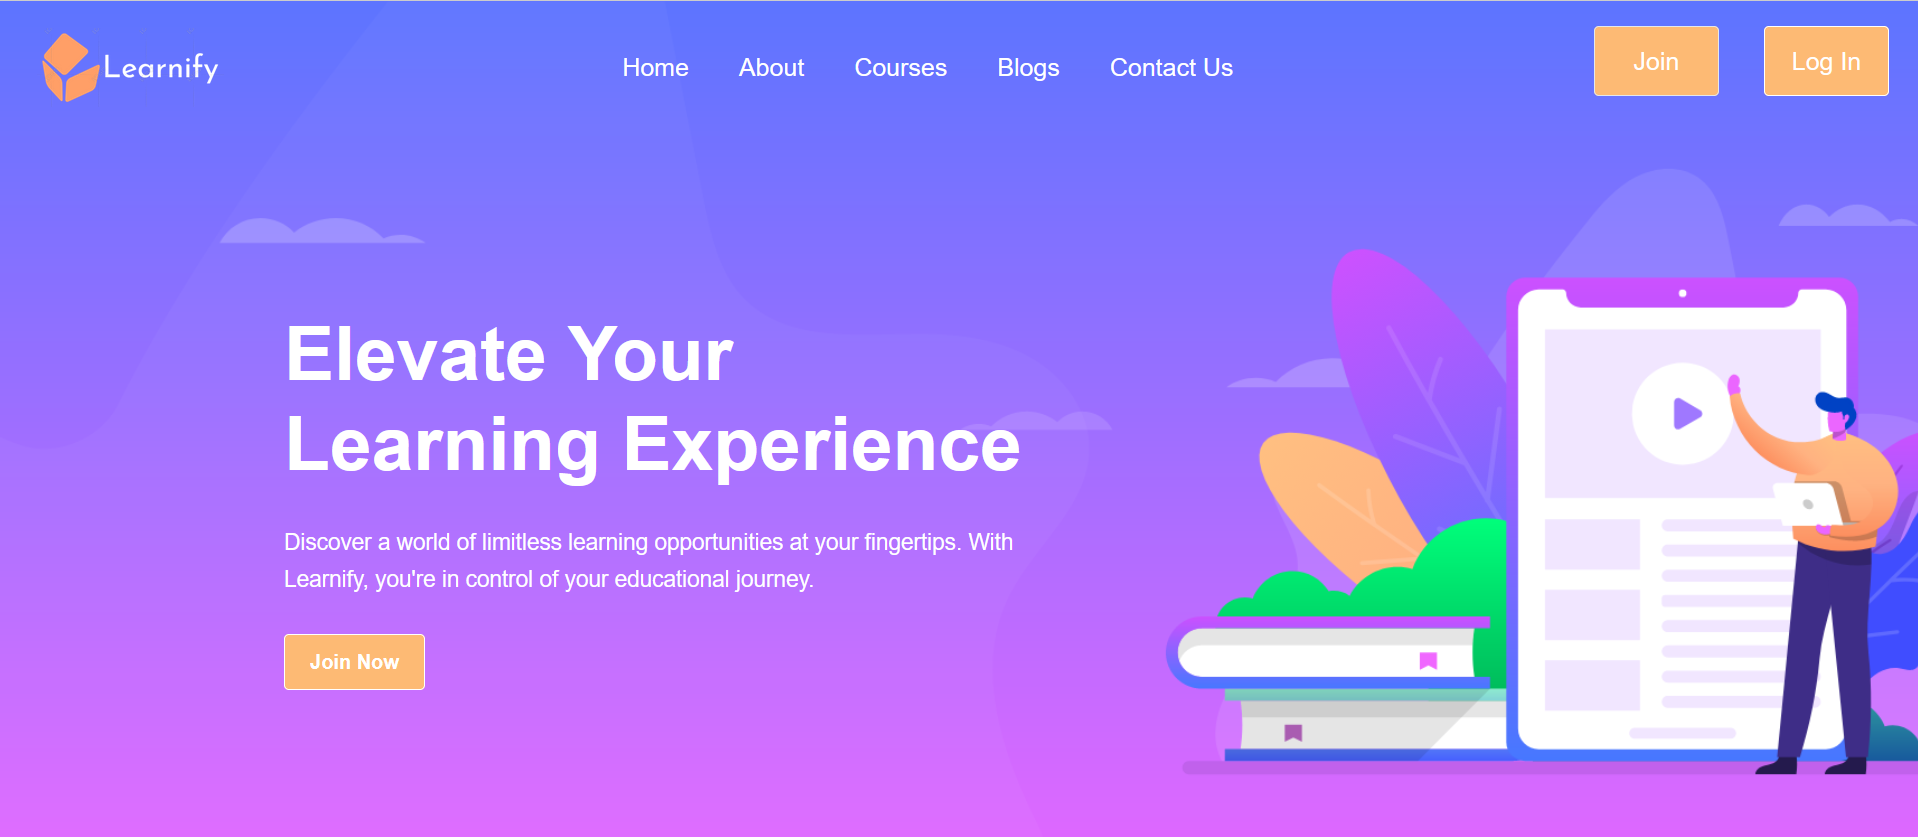 Learnify
Home About Courses Blogs Contact Us
Join Log In
Elevate Your
Learning Experience
Discover a world of limitless learning opportunities at your fingertips. With
Learnify, you're in control of your educational journey.
Join Now